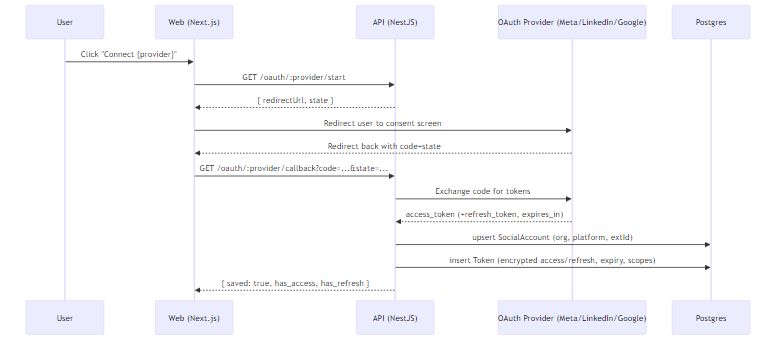 User
Web (Next.js)
API (NestJS)
OAuth Provider (Meta/LinkedIn/Google)
Postgres
Click "Connect {provider}"
GET /oauth/:provider/start
{ redirectUrl, state }
Redirect user to consent screen
Redirect back with code+state
GET /oauth/:provider/callback?code=...&state=...
Exchange code for tokens
access_token (+refresh_token, expires_in)
upsert SocialAccount (org, platform, extId)
insert Token (encrypted access/refresh, expiry, scopes)
{ saved: true, has_access, has_refresh }
User
Web (Next.js)
API (NestJS)
OAuth Provider (Meta/LinkedIn/Google)
Postgres